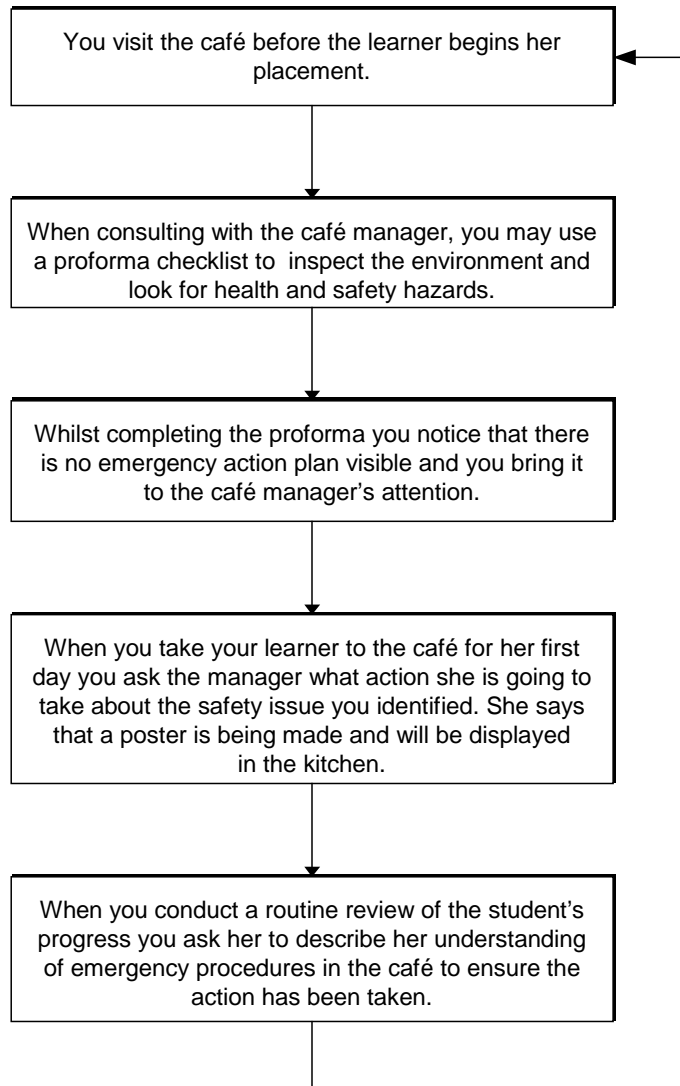 You visit the café before the learner begins her
placement.
When consulting with the café manager, you may use
a proforma checklist to inspect the environment and
look for health and safety hazards.
Whilst completing the proforma you notice that there
is no emergency action plan visible and you bring it
to the café manager's attention.
When you take your learner to the café for her first
day you ask the manager what action she is going to
take about the safety issue you identified. She says
that a poster is being made and will be displayed
in the kitchen.
When you conduct a routine review of the student's
progress you ask her to describe her understanding
of emergency procedures in the café to ensure the
action has been taken.